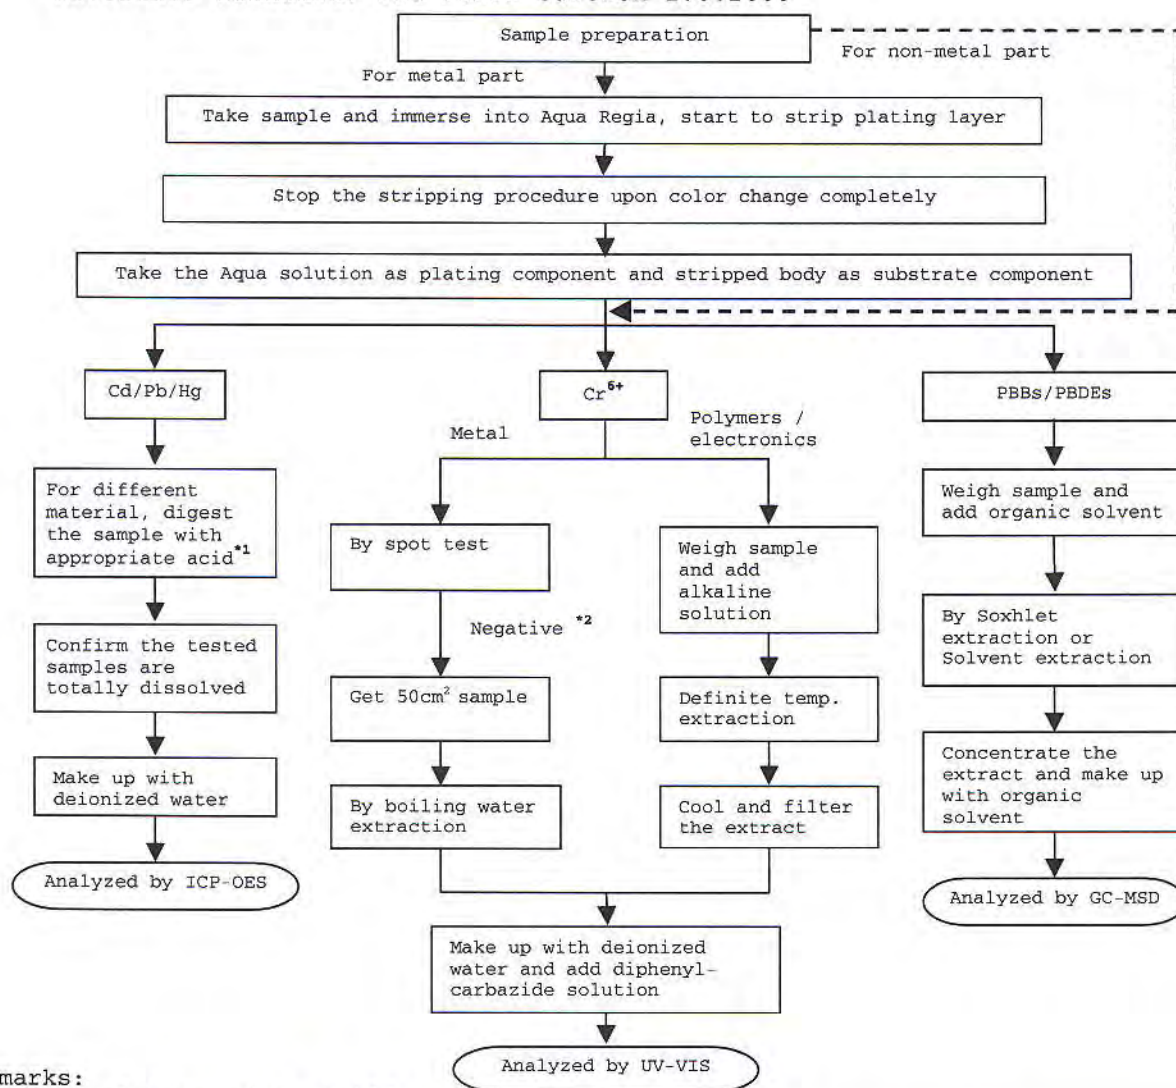 Sample preparation
For non-metal part
For metal part
Take sample and immerse into Aqua Regia, start to strip plating layer
Stop the stripping procedure upon color change completely
Take the Aqua solution as plating component and stripped body as substrate component
Cd/Pb/Hg
Cr⁶⁺
PBBs/PBDEs
Metal
Polymers /
electronics
For different
material, digest
the sample with
appropriate acid*1
By spot test
Weigh sample
and add
alkaline
solution
Weigh sample and
add organic solvent
Negative *2
Confirm the tested
samples are
totally dissolved
Get 50cm² sample
Definite temp.
extraction
By Soxhlet
extraction or
Solvent extraction
Make up with
deionized water
By boiling water
extraction
Cool and filter
the extract
Concentrate the
extract and make up
with organic
solvent
Analyzed by ICP-OES
Analyzed by GC-MSD
Make up with deionized
water and add diphenyl-
carbazide solution
Analyzed by UV-VIS
marks: